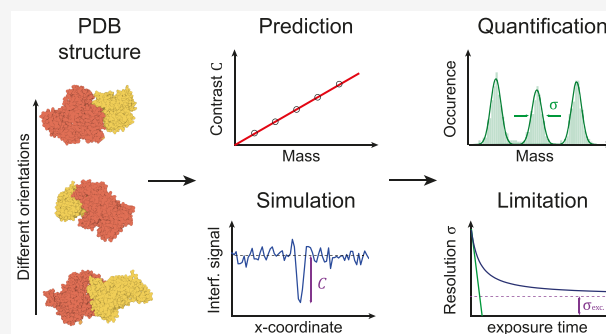 PDB
structure
Different orientations
Prediction
Contrast C
Mass
Simulation
Interf. signal
C
x-coordinate
Quantification
Occurence
σ
Mass
Limitation
Resolution σ
σexc.
exposure time